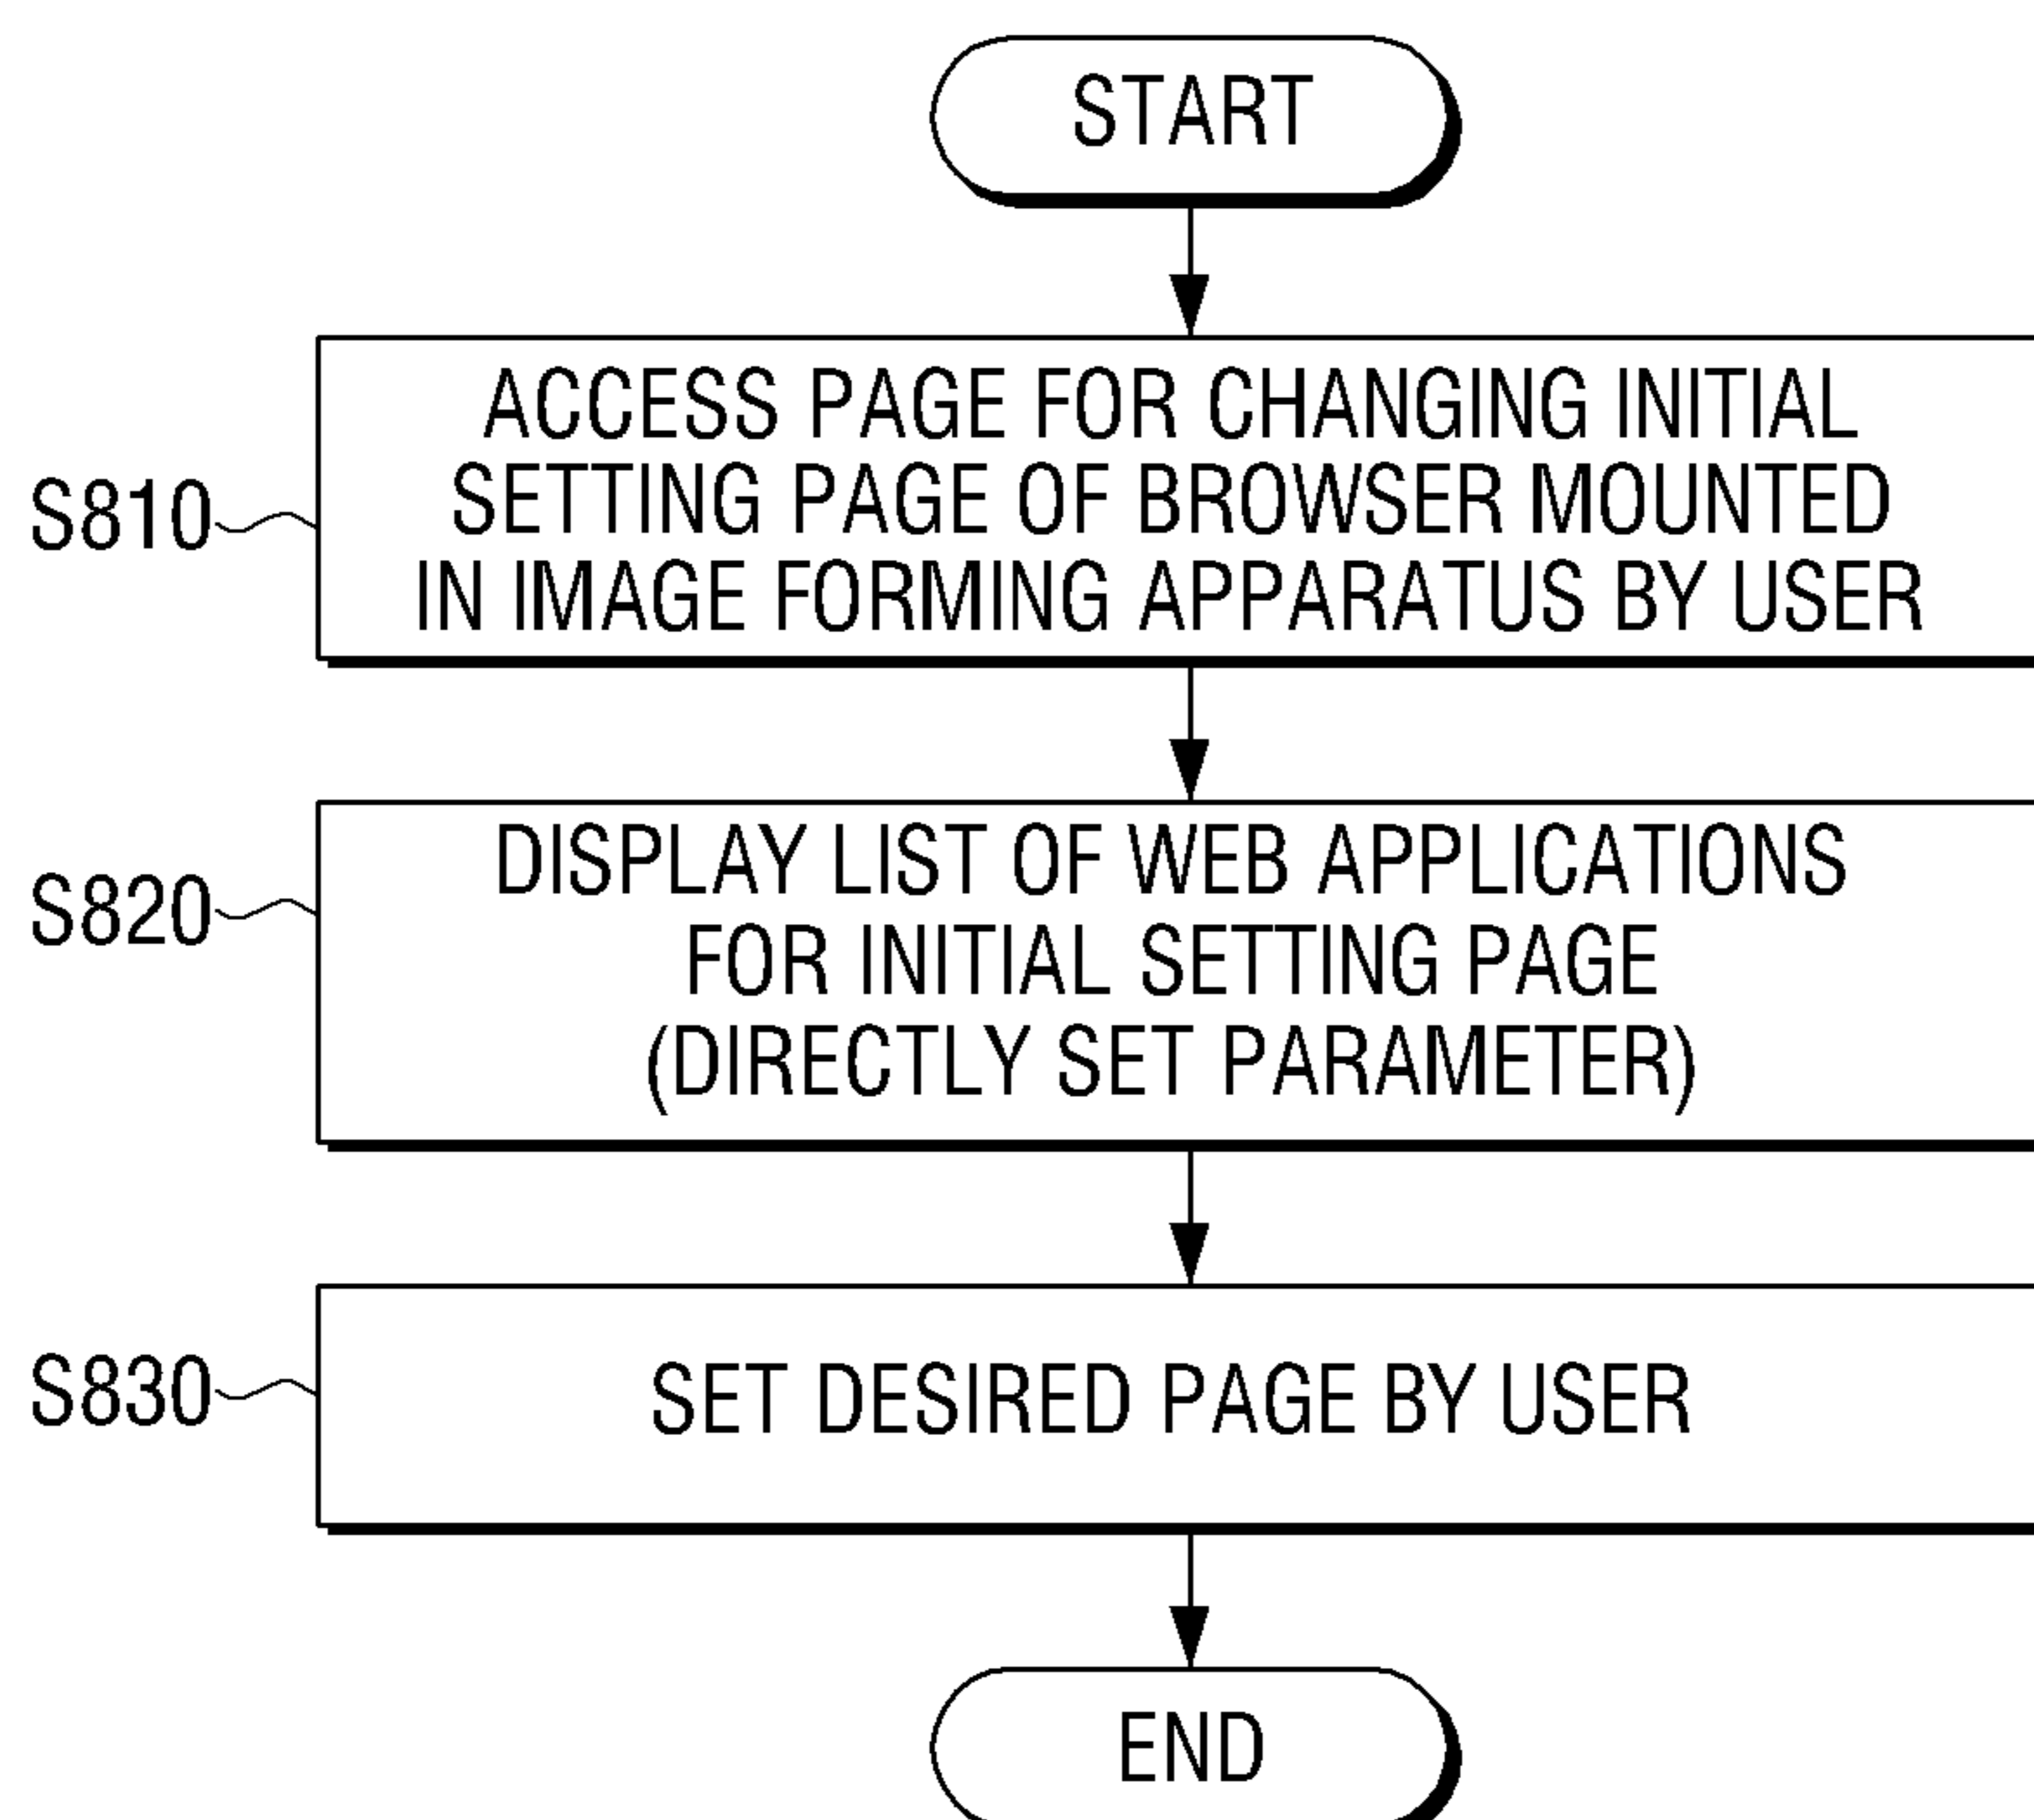 START
ACCESS PAGE FOR CHANGING INITIAL
SETTING PAGE OF BROWSER MOUNTED
IN IMAGE FORMING APPARATUS BY USER
S810
DISPLAY LIST OF WEB APPLICATIONS
FOR INITIAL SETTING PAGE
(DIRECTLY SET PARAMETER)
S820
SET DESIRED PAGE BY USER
S830
END